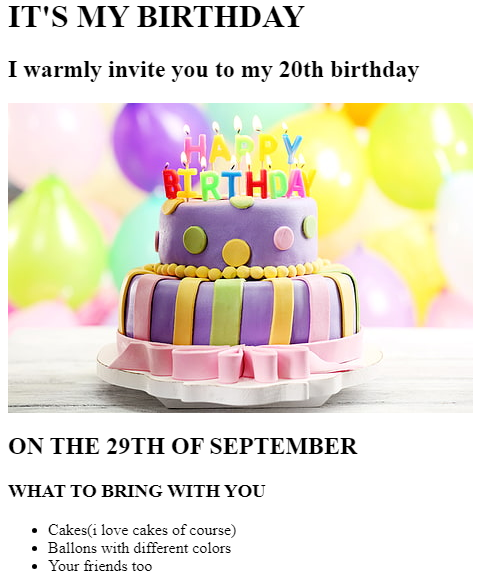 IT'S MY BIRTHDAY
I warmly invite you to my 20th birthday
HAPPY
BIRTHDAY
ON THE 29TH OF SEPTEMBER
WHAT TO BRING WITH YOU
Cakes(i love cakes of course)
Ballons with different colors
Your friends too